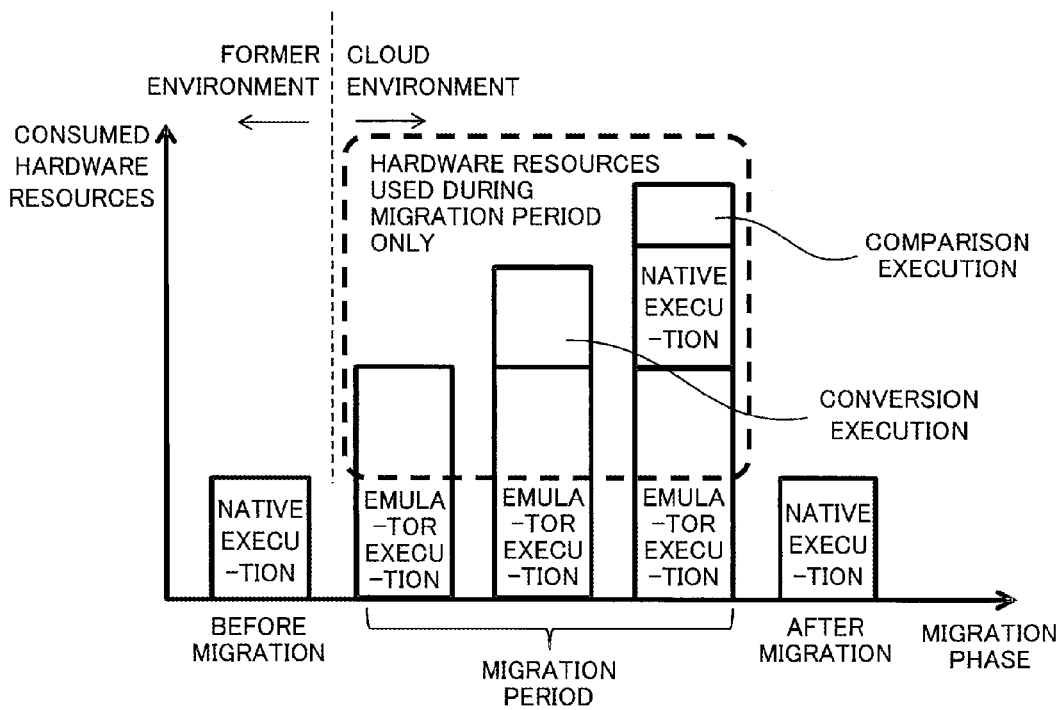 FORMER
ENVIRONMENT
CLOUD
ENVIRONMENT
CONSUMED
HARDWARE
RESOURCES
HARDWARE RESOURCES
USED DURING
MIGRATION PERIOD
ONLY
COMPARISON
EXECUTION
NATIVE
EXECU
-TION
CONVERSION
EXECUTION
NATIVE
EXECU
-TION
EMULA
-TOR
EXECU
-TION
EMULA
-TOR
EXECU
-TION
EMULA
-TOR
EXECU
-TION
NATIVE
EXECU
-TION
BEFORE
MIGRATION
MIGRATION
PERIOD
AFTER
MIGRATION
MIGRATION
PHASE